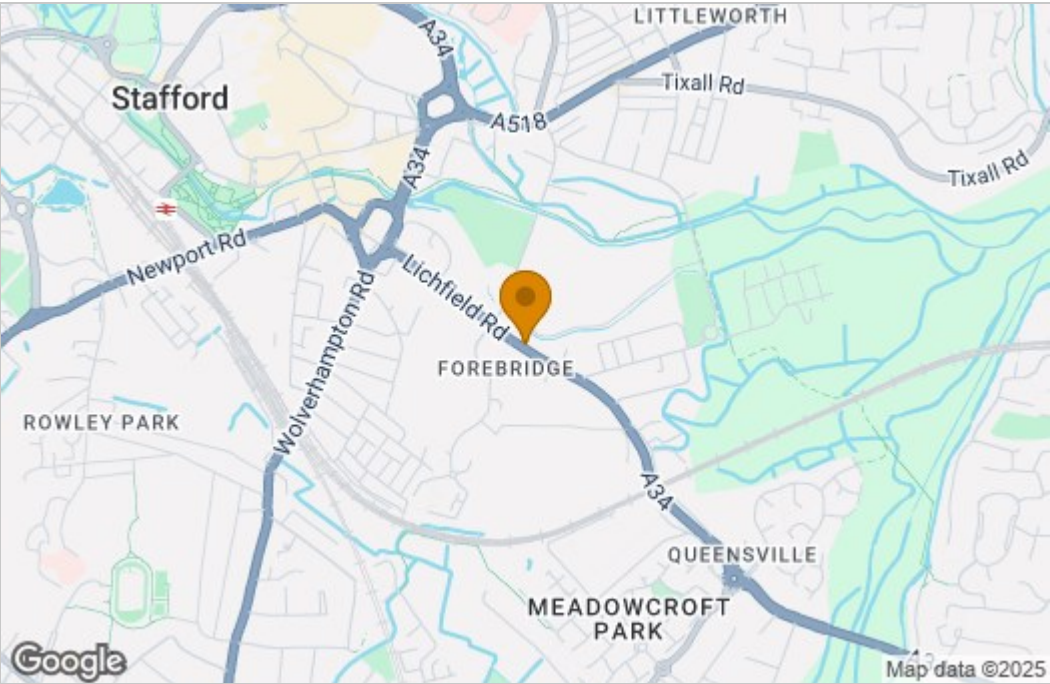 LITTLEWORTH
A34
Tixall Rd
Stafford
A518
A34
Tixall Rd
Newport Rd
Lichfield Rd
Wolverhampton Rd
FOREBRIDGE
ROWLEY PARK
A34
QUEENSVILLE
MEADOWCROFT
PARK
Google
Map data ©2025